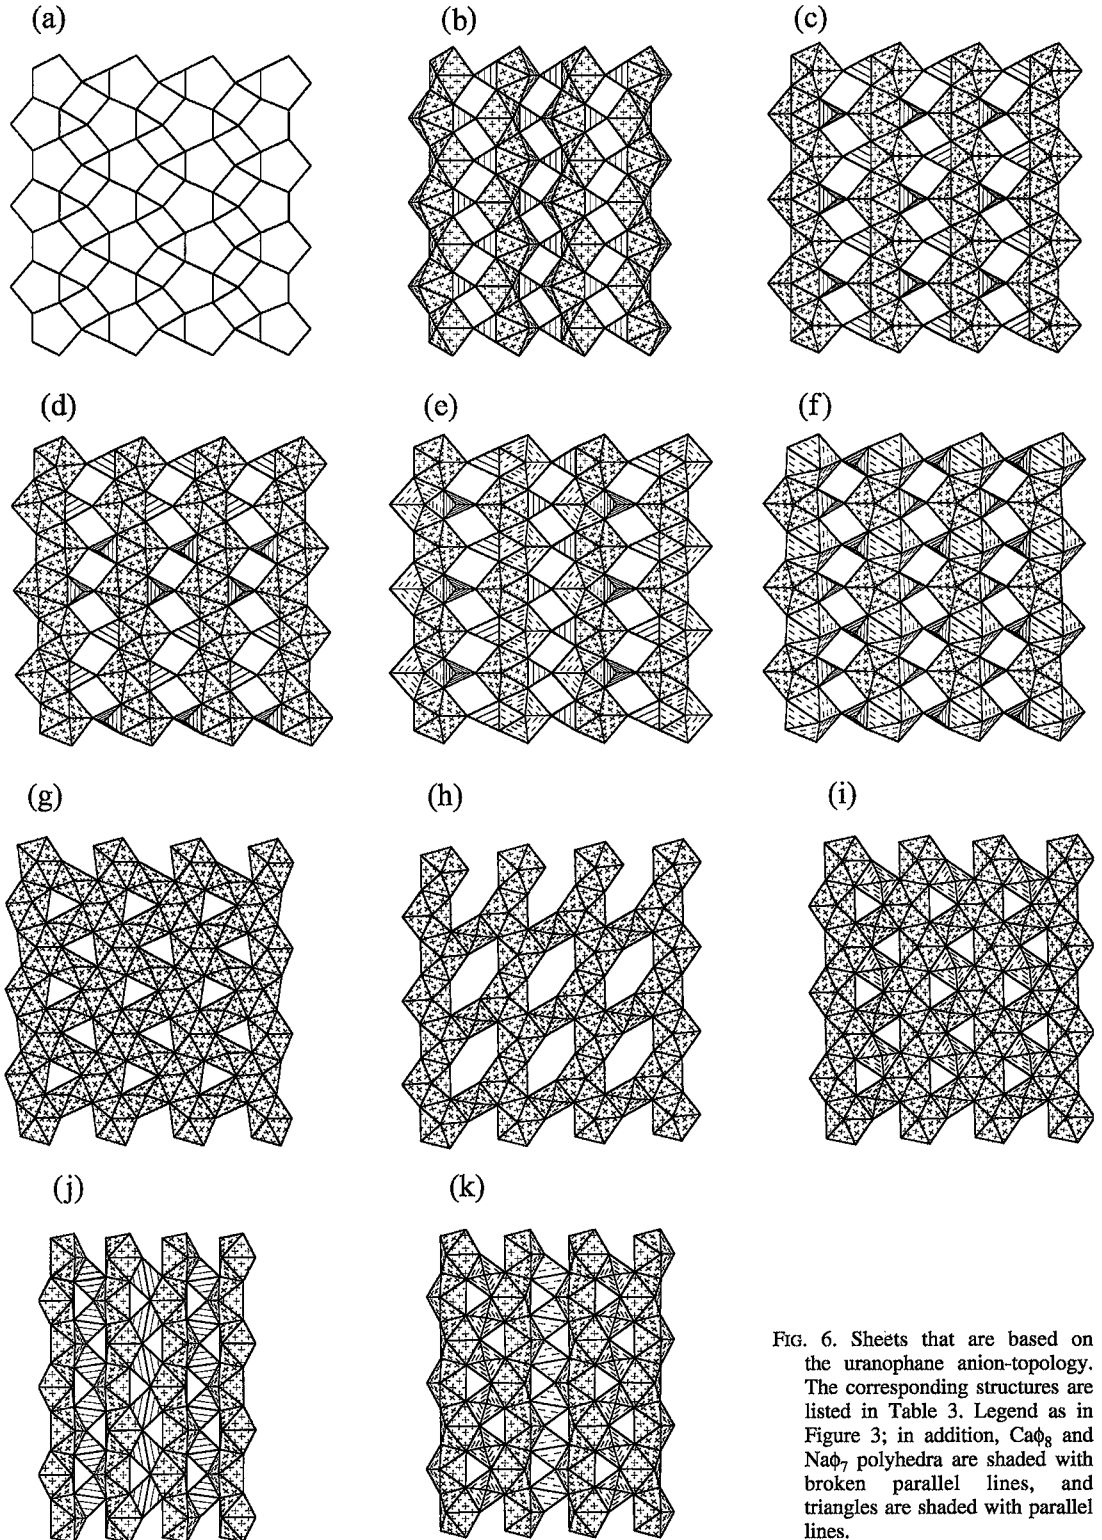 (a)
(b)
(c)
(d)
(e)
(f)
(g)
(h)
(i)
(j)
(k)
FIG. 6. Sheets that are based on
the uranophane anion-topology.
The corresponding structures are
listed in Table 3. Legend as in
Figure 3; in addition, Caϕ₈ and
Naϕ₇ polyhedra are shaded with
broken parallel lines, and
triangles are shaded with parallel
lines.